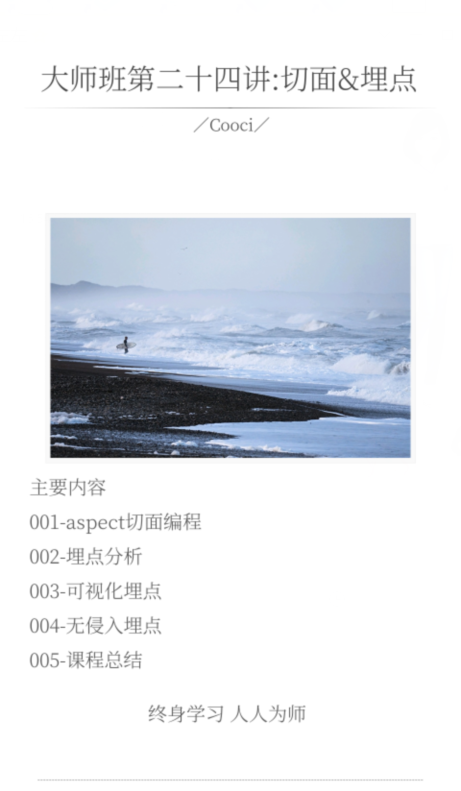 大师班第二十四讲:切面&埋点
／Cooci／
主要内容
001-aspect切面编程
002-埋点分析
003-可视化埋点
004-无侵入埋点
005-课程总结
终身学习 人人为师